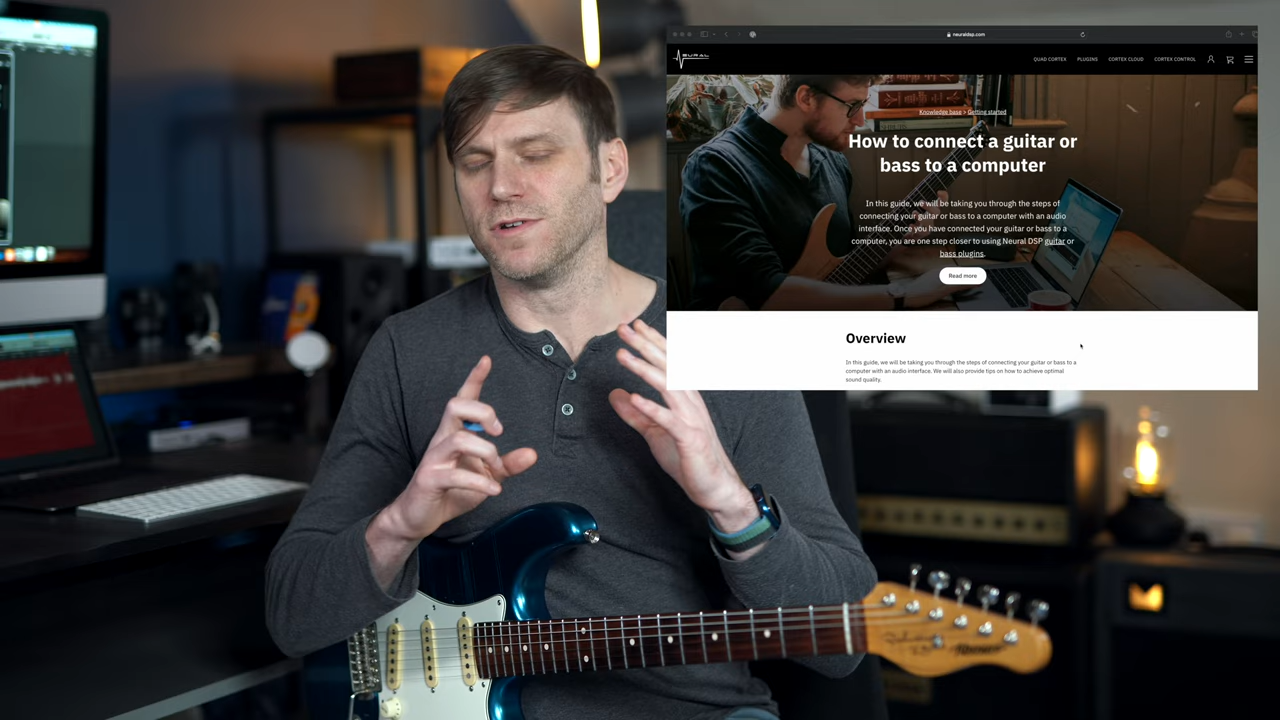 neuraldsp.com
NEURAL
QUAD CORTEX PLUGINS CORTEX CLOUD CORTEX CONTROL
Knowledge base > Getting started
How to connect a guitar or
bass to a computer
In this guide, we will be taking you through the steps of
connecting your guitar or bass to a computer with an audio
interface. Once you have connected your guitar or bass to a
computer, you are one step closer to using Neural DSP guitar or
bass plugins.
Read more
Overview
In this guide, we will be taking you through the steps of connecting your guitar or bass to a
computer with an audio interface. We will also provide tips on how to achieve optimal
sound quality.